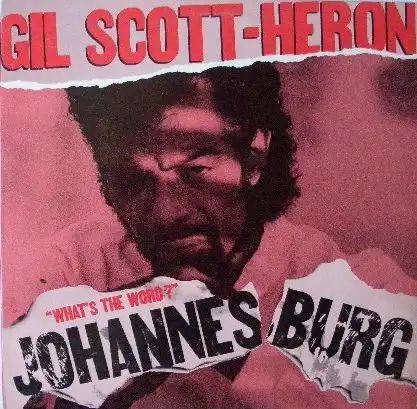 GIL SCOTT-HERON
"WHAT'S THE WORD?"
JOHANNESBURG